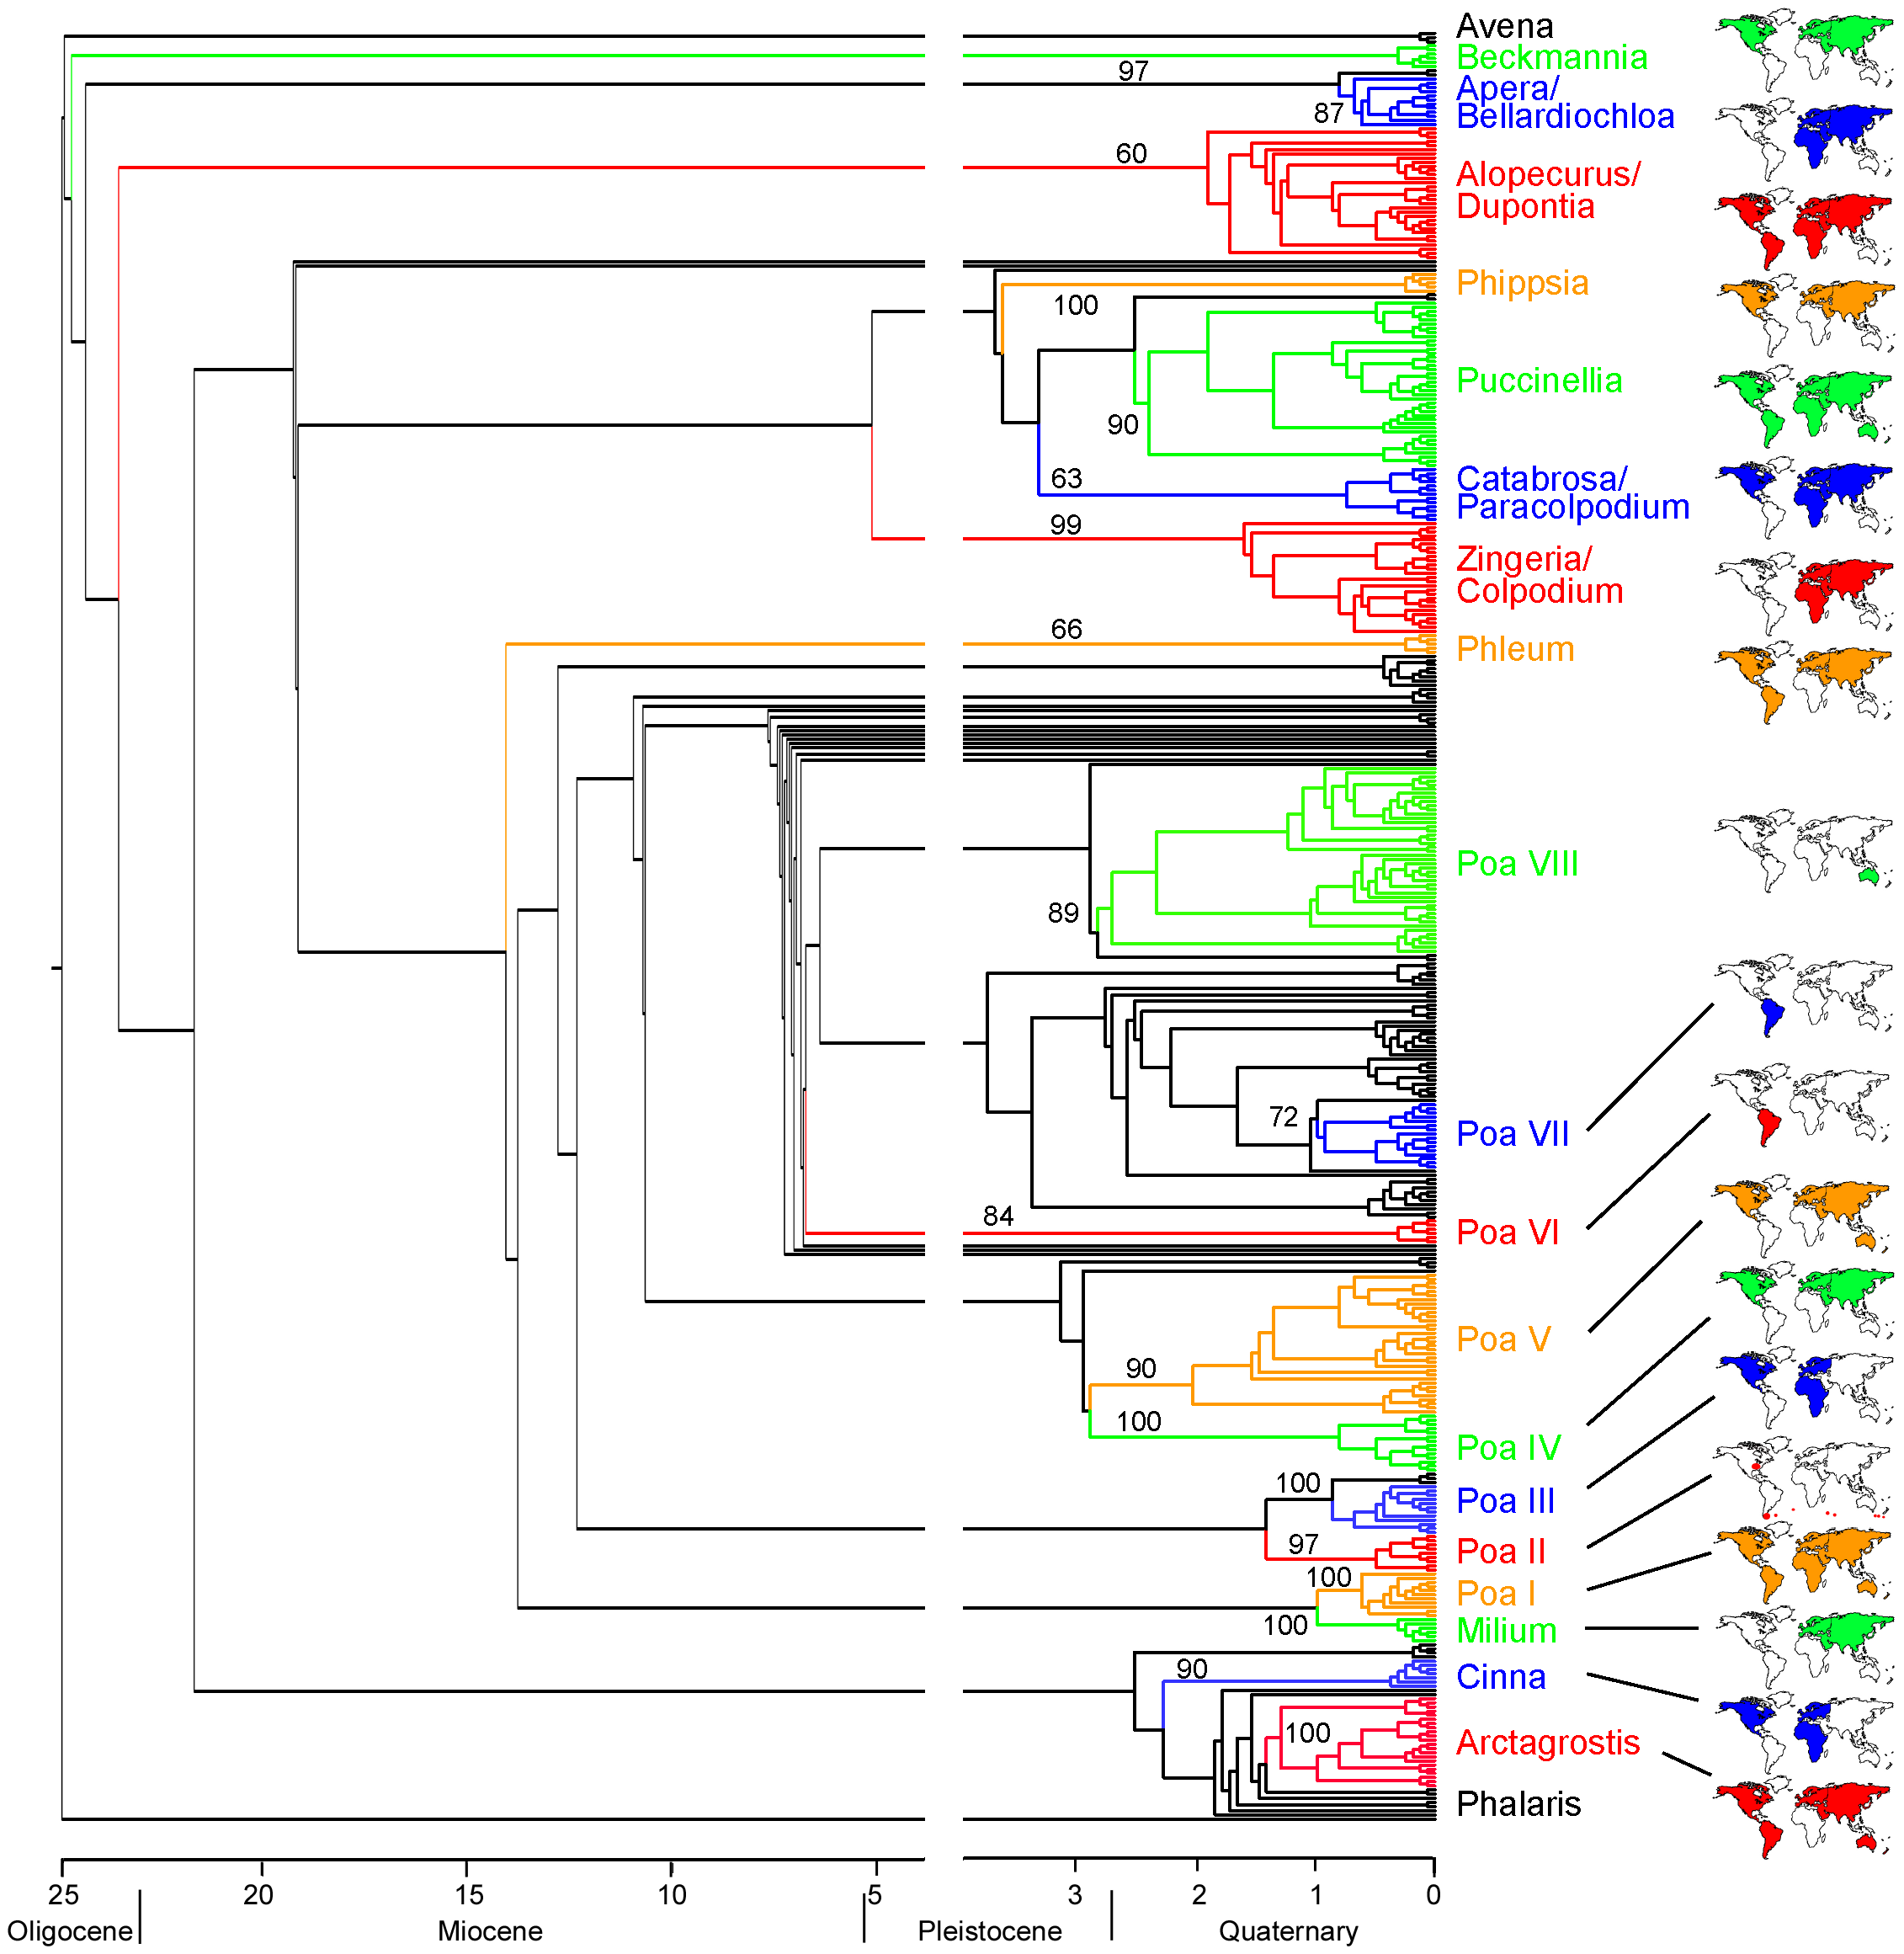 Avena
Beckmannia
97
Apera/
87
Bellardiochloa
60
Alopecurus/
Dupontia
Phippsia
100
Puccinellia
90
63
Catabrosa/
Paracolpodium
99
Zingeria/
Colpodium
66
Phleum
Poa VIII
89
72
Poa VII
84
Poa VI
Poa V
90
100
Poa IV
100
Poa III
97
Poa II
100
Poa I
100
Milium
90
Cinna
100
Arctagrostis
Phalaris
25 20 15 10 5 3 2 1 0
Oligocene Miocene Pleistocene Quaternary